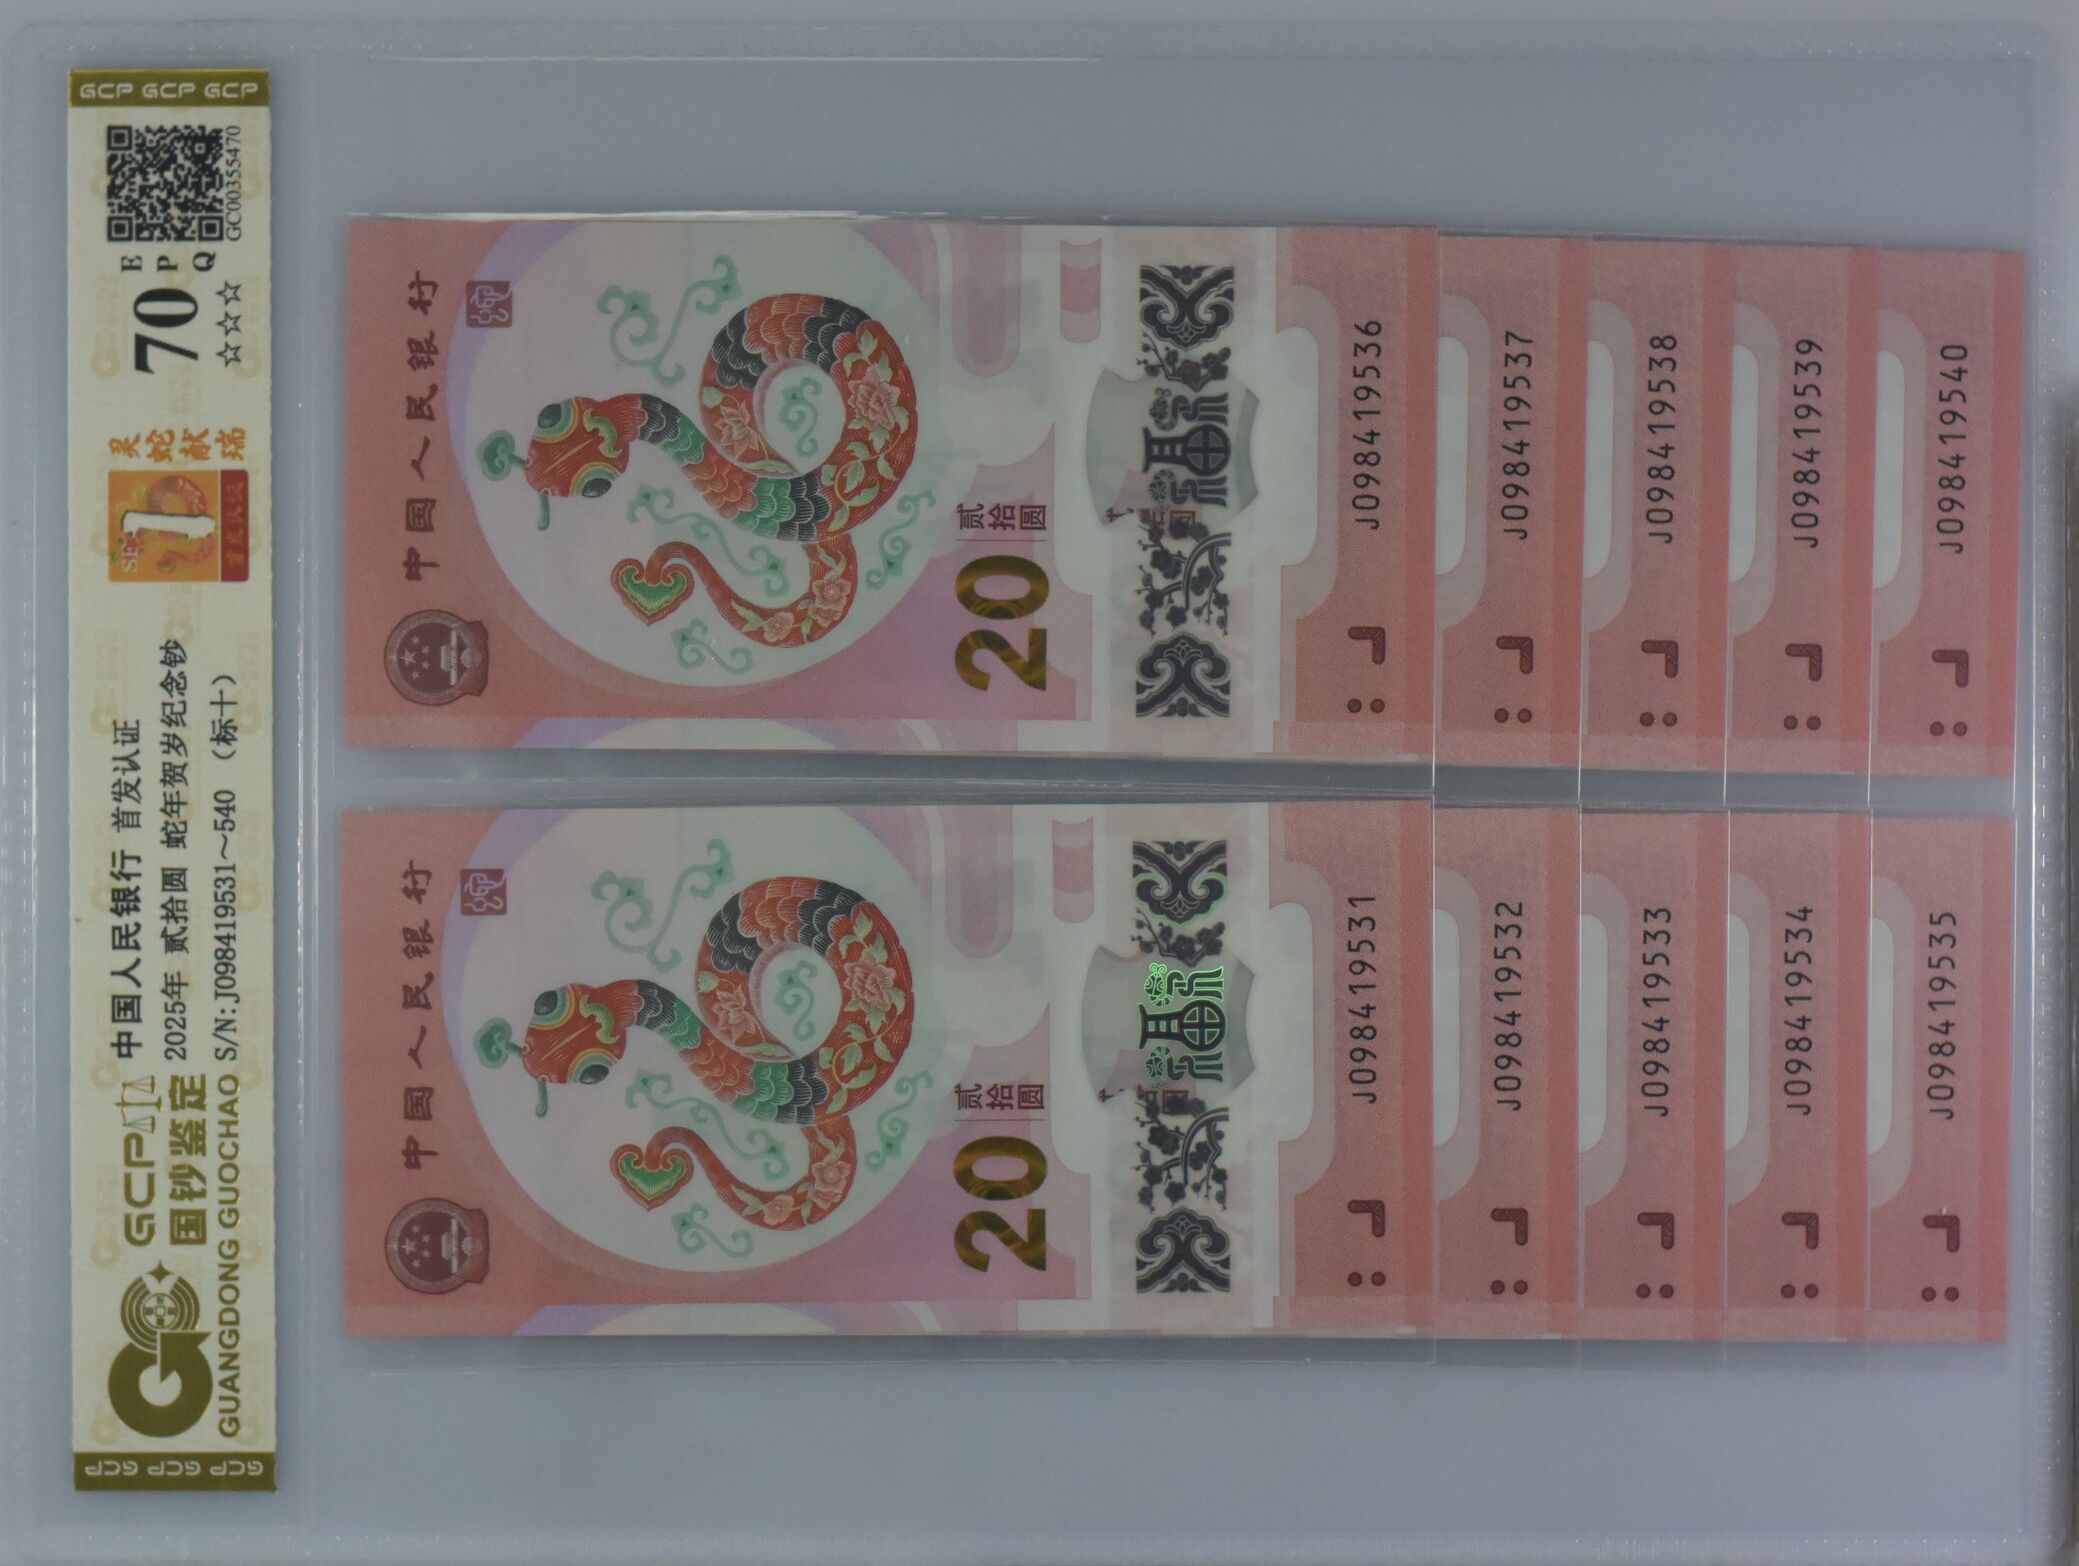 GCP GCP GCP
GCP
国钞鉴定
GUANGDONG GUOCHAO
中国人民银行 首发认证
2025年 贰拾圆 蛇年贺岁纪念钞
S/N:J098419531~540 (标十)
灵蛇献瑞
1
70
E
P
Q
☆☆☆
GC00355470
GCP GCP GCP
中国人民银行
20
贰拾圆
福
J098419531
J098419532
J098419533
J098419534
J098419535
中国人民银行
20
贰拾圆
福
J098419536
J098419537
J098419538
J098419539
J098419540